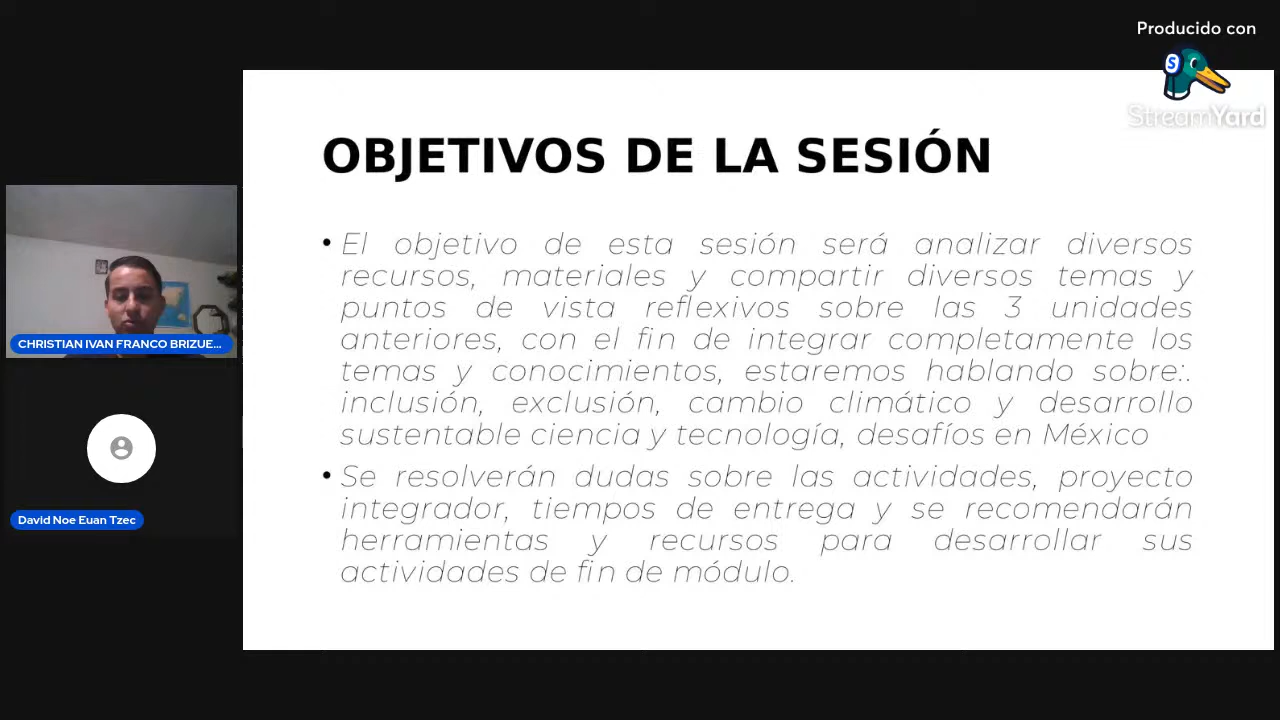 Producido con
StreamYard
OBJETIVOS DE LA SESIÓN
• El objetivo de esta sesión será analizar diversos
recursos, materiales y compartir diversos temas y
puntos de vista reflexivos sobre las 3 unidades
anteriores, con el fin de integrar completamente los
temas y conocimientos, estaremos hablando sobre:.
inclusión, exclusión, cambio climático y desarrollo
sustentable ciencia y tecnología, desafíos en México
• Se resolverán dudas sobre las actividades, proyecto
integrador, tiempos de entrega y se recomendarán
herramientas y recursos para desarrollar sus
actividades de fin de módulo.
CHRISTIAN IVAN FRANCO BRIZUE...
David Noe Euan Tzec